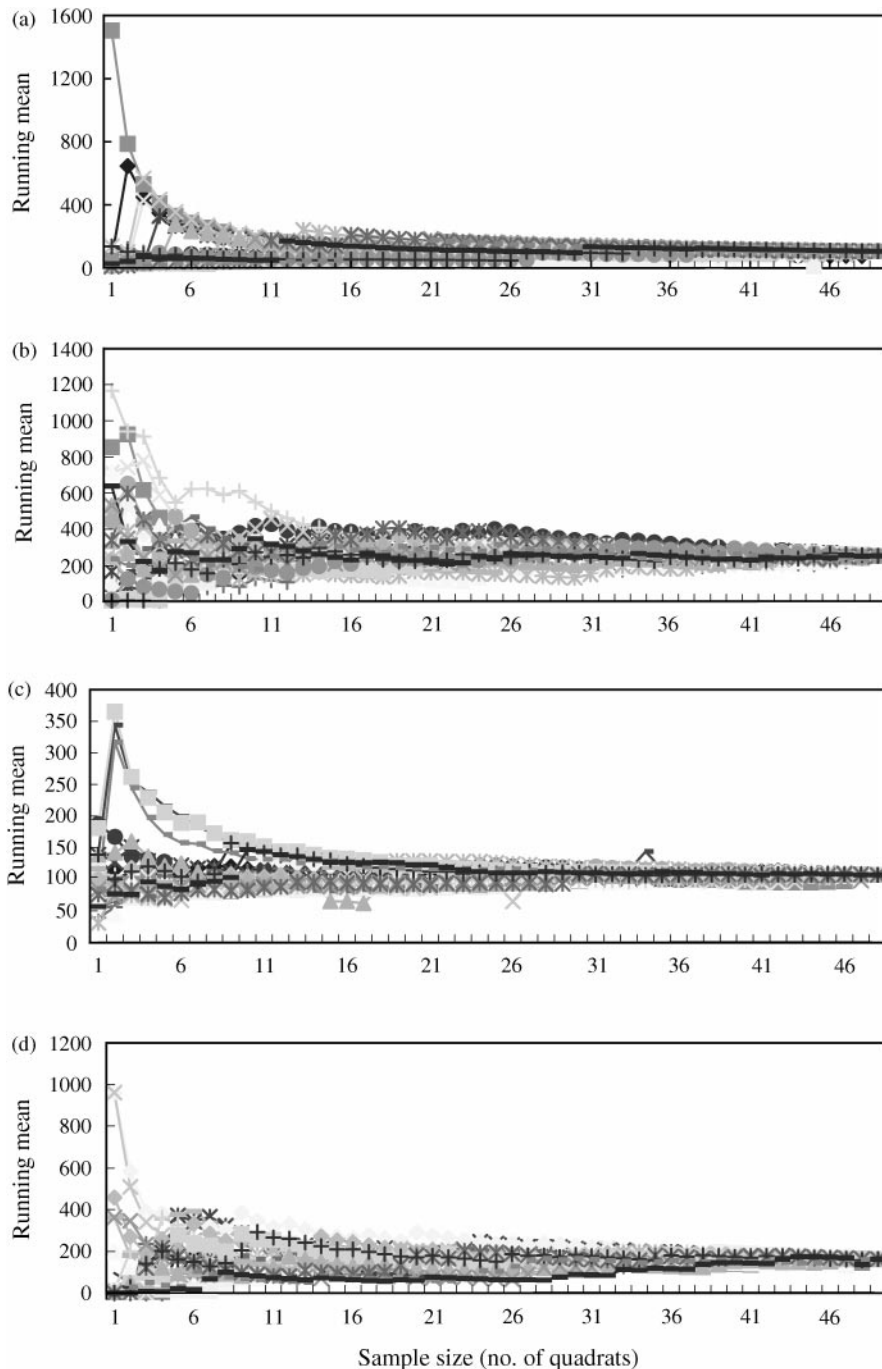 (a)
1600
1200
800
400
0
Running mean
1 6 11 16 21 26 31 36 41 46
(b)
1400
1200
1000
800
600
400
200
0
Running mean
1 6 11 16 21 26 31 36 41 46
(c)
400
350
300
250
200
150
100
50
0
Running mean
1 6 11 16 21 26 31 36 41 46
(d)
1200
1000
800
600
400
200
0
Running mean
1 6 11 16 21 26 31 36 41 46
Sample size (no. of quadrats)